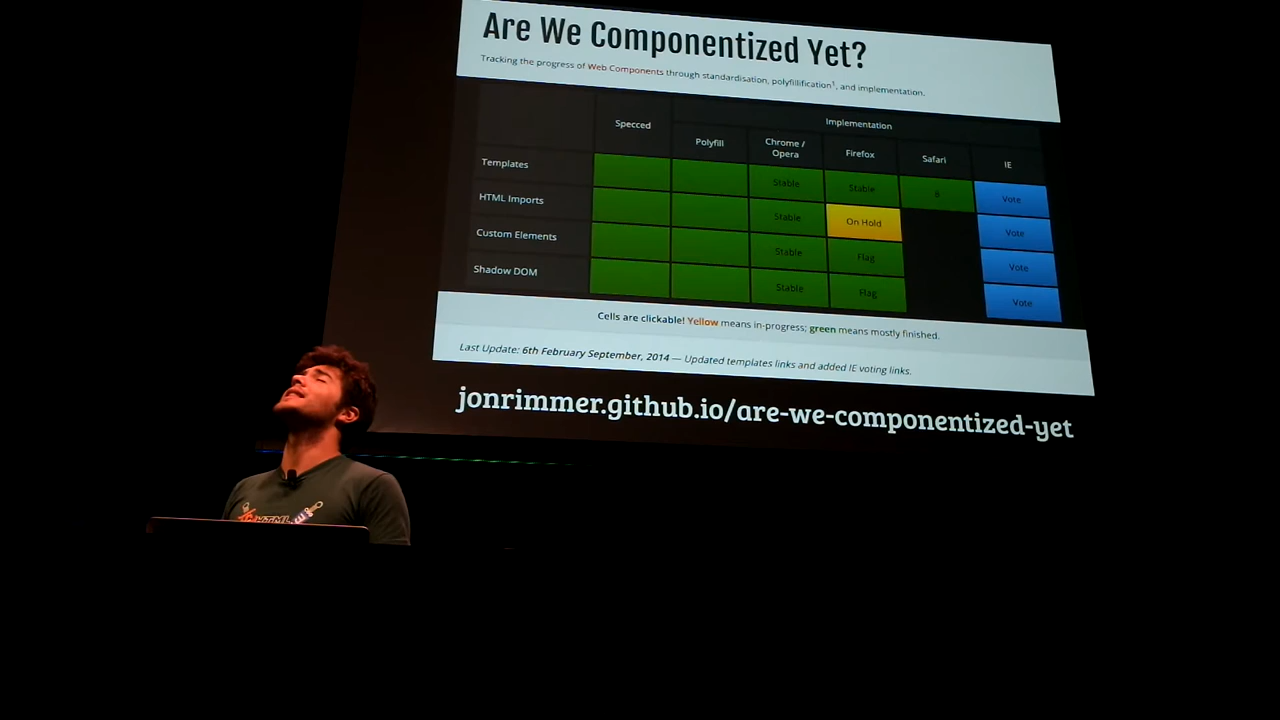 Are We Componentized Yet?
Tracking the progress of Web Components through standardisation, polyfillification¹, and implementation.
Specced
Implementation
Polyfill
Chrome / Opera
Firefox
Safari
IE
Templates
Stable
Stable
8
Vote
HTML Imports
Stable
On Hold
Vote
Custom Elements
Stable
Flag
Vote
Shadow DOM
Stable
Flag
Vote
Cells are clickable! Yellow means in-progress; green means mostly finished.
Last Update: 6th February September, 2014 — Updated templates links and added IE voting links.
jonrimmer.github.io/are-we-componentized-yet
HTML